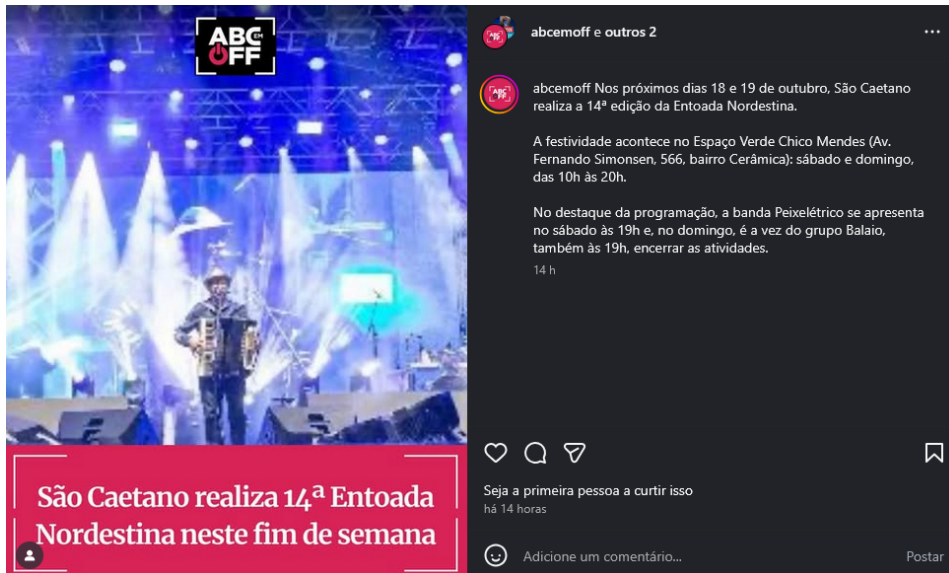 ABC EM
OFF
São Caetano realiza 14ª Entoada
Nordestina neste fim de semana
abcemoff e outros 2
abcemoff Nos próximos dias 18 e 19 de outubro, São Caetano
realiza a 14ª edição da Entoada Nordestina.
A festividade acontece no Espaço Verde Chico Mendes (Av.
Fernando Simonsen, 566, bairro Cerâmica): sábado e domingo,
das 10h às 20h.
No destaque da programação, a banda Peixelétrico se apresenta
no sábado às 19h e, no domingo, é a vez do grupo Balaio,
também às 19h, encerrar as atividades.
14 h
Seja a primeira pessoa a curtir isso
há 14 horas
Adicione um comentário...
Postar